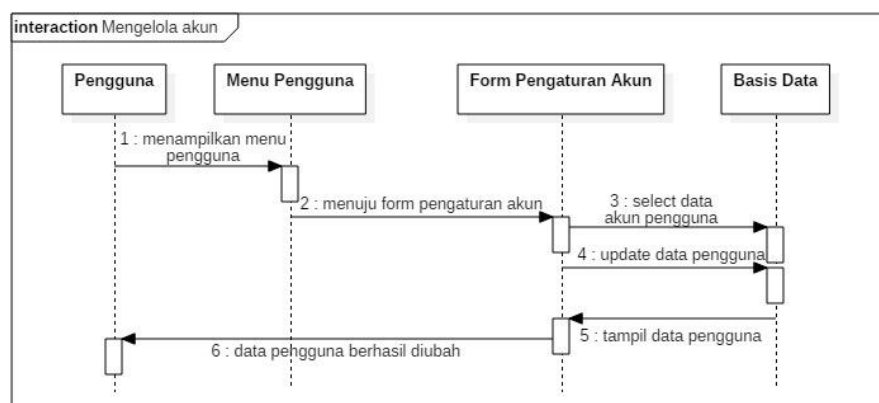 interaction Mengelola akun
Pengguna
Menu Pengguna
Form Pengaturan Akun
Basis Data
1 : menampilkan menu
pengguna
2 : menuju form pengaturan akun
3 : select data
akun pengguna
4 : update data pengguna
5 : tampil data pengguna
6 : data pengguna berhasil diubah